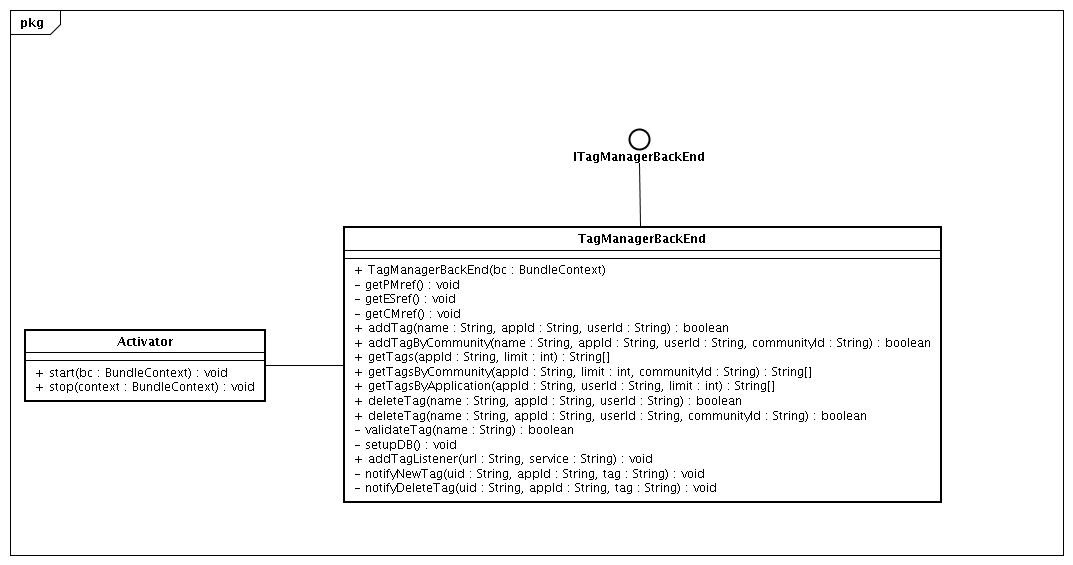 pkg
ITagManagerBackEnd
TagManagerBackEnd
+ TagManagerBackEnd(bc : BundleContext)
- getPMref() : void
- getESref() : void
- getCMref() : void
+ addTag(name : String, appId : String, userId : String) : boolean
+ addTagByCommunity(name : String, appId : String, userId : String, communityId : String) : boolean
+ getTags(appId : String, limit : int) : String[]
+ getTagsByCommunity(appId : String, limit : int, communityId : String) : String[]
+ getTagsByApplication(appId : String, userId : String, limit : int) : String[]
+ deleteTag(name : String, appId : String, userId : String) : boolean
+ deleteTag(name : String, appId : String, userId : String, communityId : String) : boolean
- validateTag(name : String) : boolean
- setupDB() : void
+ addTagListener(url : String, service : String) : void
- notifyNewTag(uid : String, appId : String, tag : String) : void
- notifyDeleteTag(uid : String, appId : String, tag : String) : void
Activator
+ start(bc : BundleContext) : void
+ stop(context : BundleContext) : void